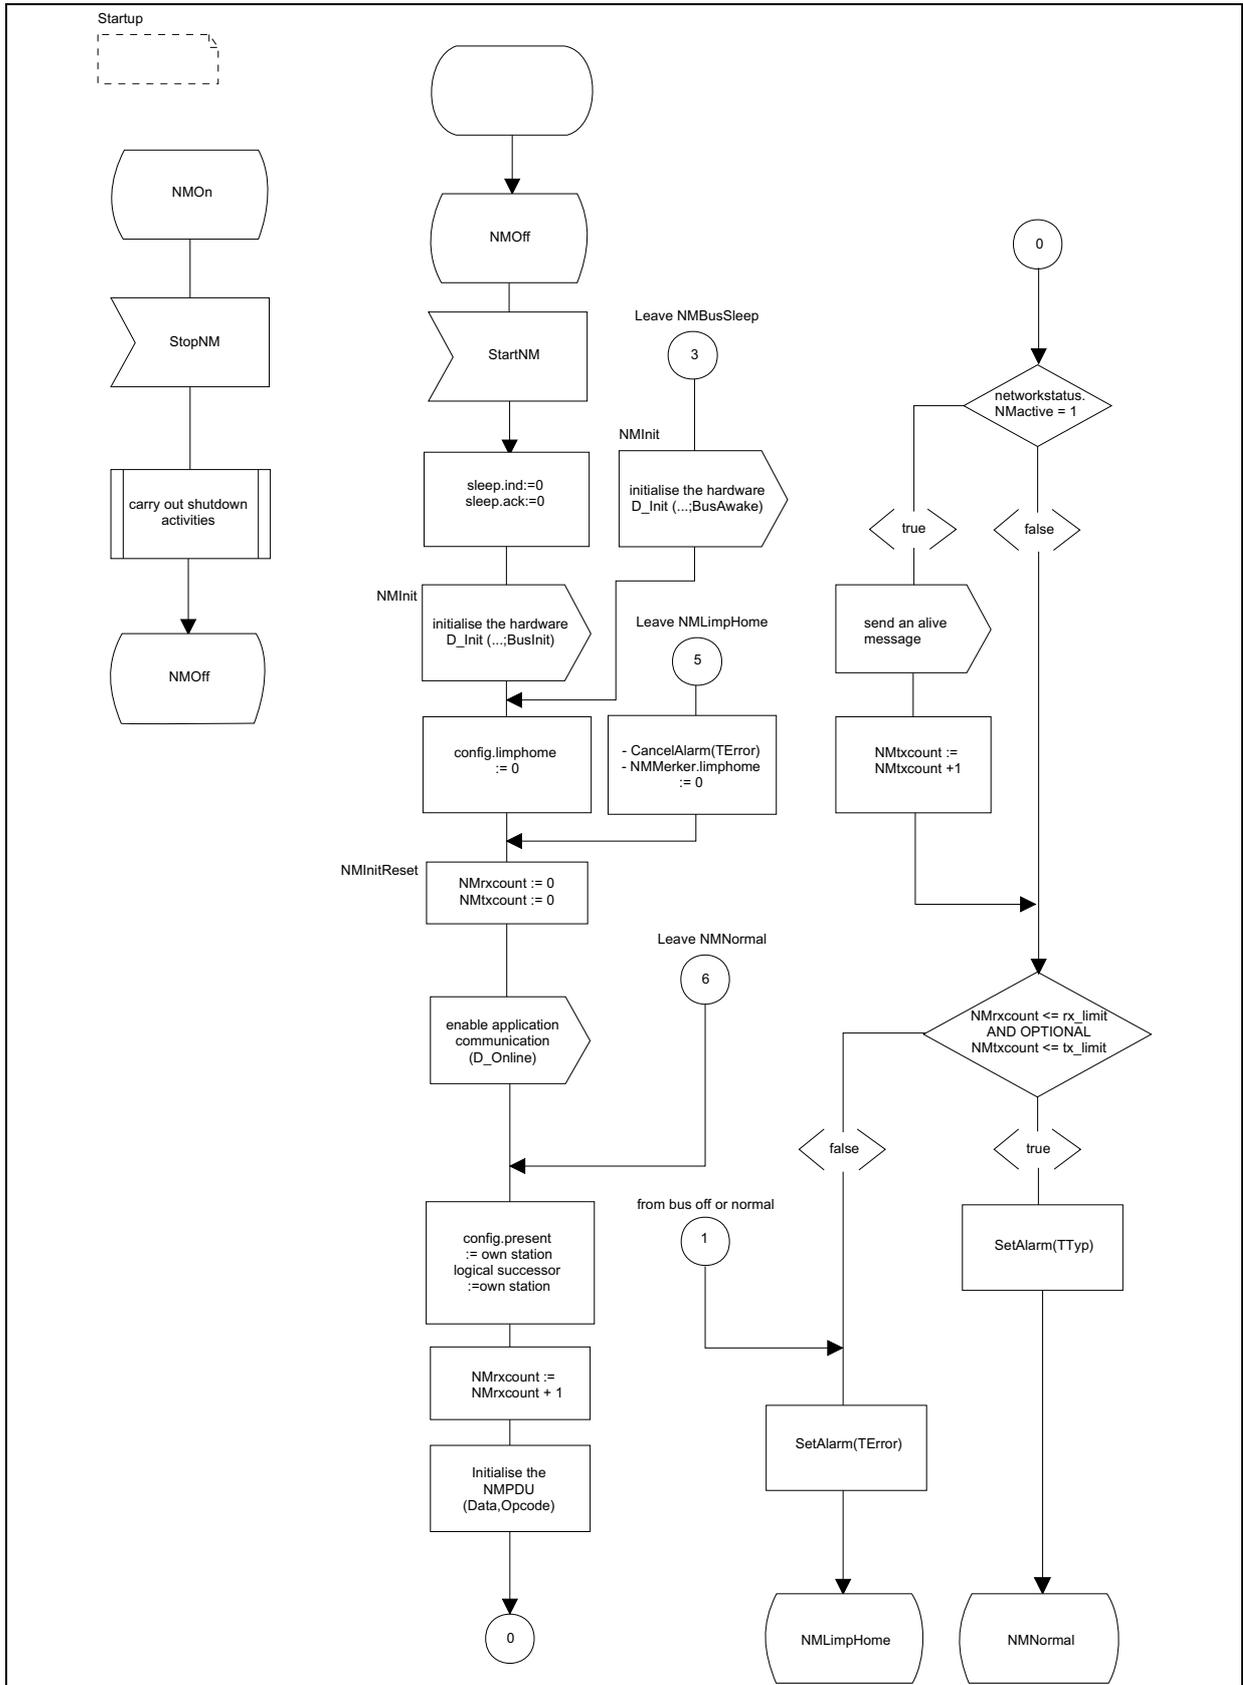 Startup
NMOn
StopNM
carry out shutdown
activities
NMOff
NMOff
StartNM
sleep.ind:=0
sleep.ack:=0
NMInit
initialise the hardware
D_Init (...;BusInit)
config.limphome
:= 0
NMInitReset
NMrxcount := 0
NMtxcount := 0
enable application
communication
(D_Online)
config.present
:= own station
logical successor
:=own station
NMrxcount :=
NMrxcount + 1
Initialise the
NMPDU
(Data,Opcode)
0
Leave NMBusSleep
3
NMInit
initialise the hardware
D_Init (...;BusAwake)
Leave NMLimpHome
5
- CancelAlarm(TError)
- NMMerker.limphome
:= 0
Leave NMNormal
6
from bus off or normal
1
0
networkstatus.
NMactive = 1
true
false
send an alive
message
NMtxcount :=
NMtxcount +1
NMrxcount <= rx_limit
AND OPTIONAL
NMtxcount <= tx_limit
false
true
SetAlarm(TTyp)
SetAlarm(TError)
NMLimpHome
NMNormal